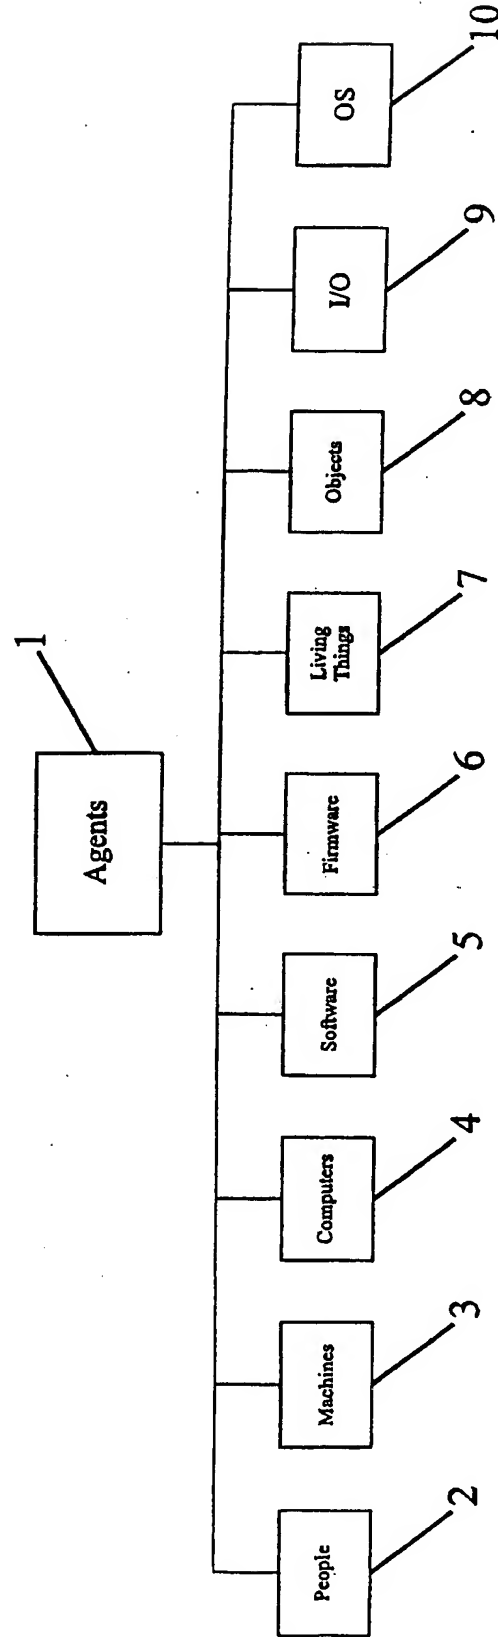 1
Agents
People
Machines
Computers
Software
Firmware
Living
Things
Objects
I/O
OS
2
3
4
5
6
7
8
9
10